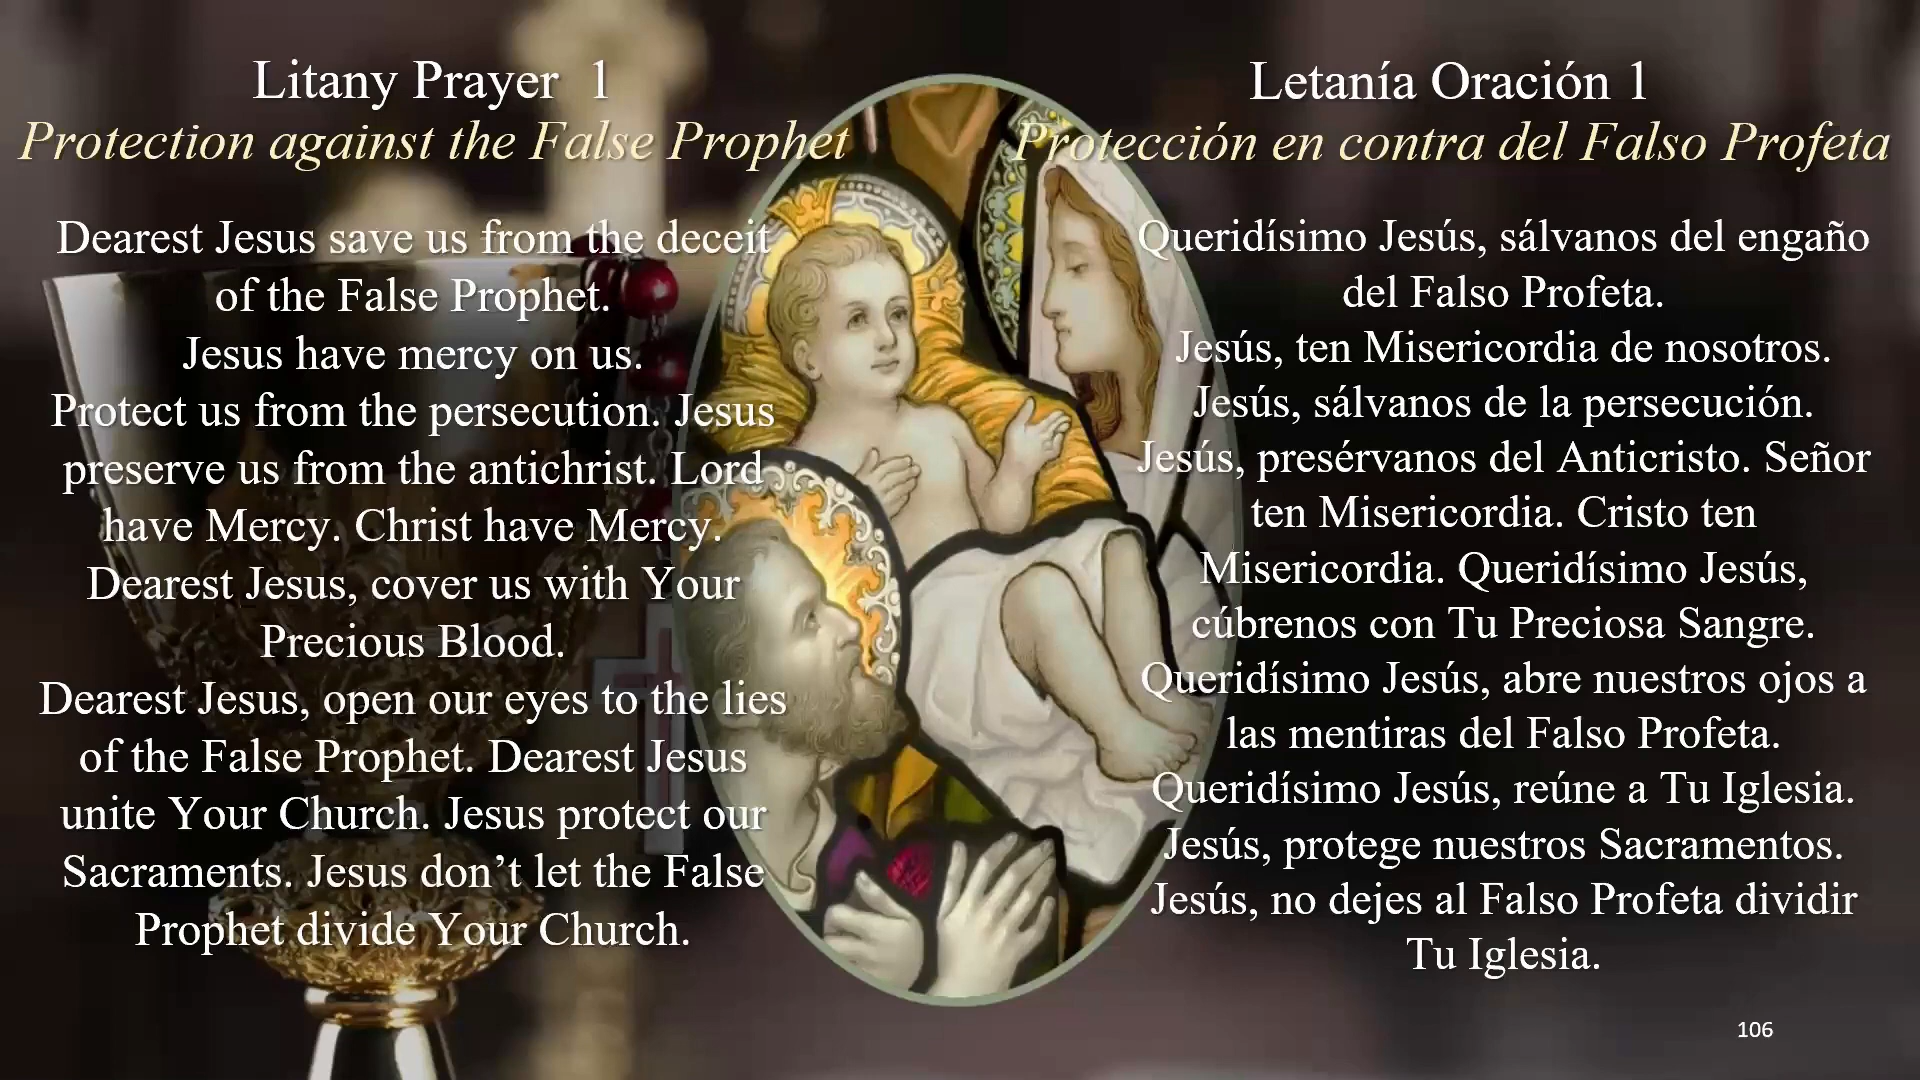 Litany Prayer  1
Protection against the False Prophet
Dearest Jesus save us from the deceit
of the False Prophet.
Jesus have mercy on us.
Protect us from the persecution. Jesus
preserve us from the antichrist. Lord
have Mercy. Christ have Mercy.
Dearest Jesus, cover us with Your
Precious Blood.
Dearest Jesus, open our eyes to the lies
of the False Prophet. Dearest Jesus
unite Your Church. Jesus protect our
Sacraments. Jesus don’t let the False
Prophet divide Your Church.
Letanía Oración 1
Protección en contra del Falso Profeta
Queridísimo Jesús, sálvanos del engaño
del Falso Profeta.
Jesús, ten Misericordia de nosotros.
Jesús, sálvanos de la persecución.
Jesús, presérvanos del Anticristo. Señor
ten Misericordia. Cristo ten
Misericordia. Queridísimo Jesús,
cúbrenos con Tu Preciosa Sangre.
Queridísimo Jesús, abre nuestros ojos a
las mentiras del Falso Profeta.
Queridísimo Jesús, reúne a Tu Iglesia.
Jesús, protege nuestros Sacramentos.
Jesús, no dejes al Falso Profeta dividir
Tu Iglesia.
106